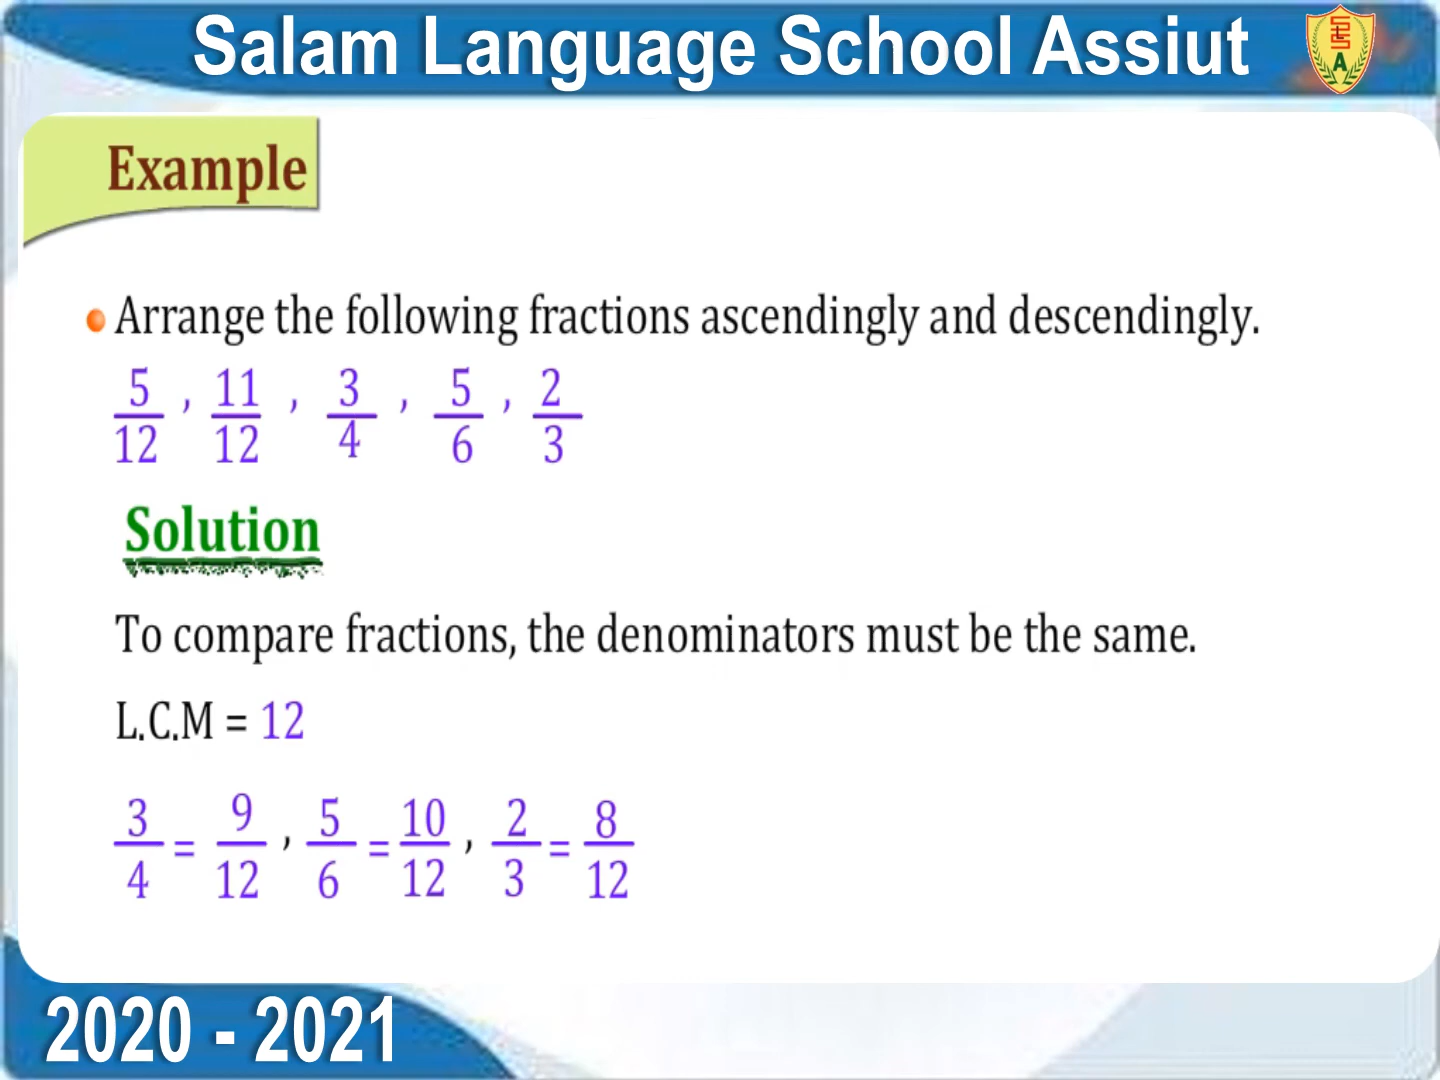 Salam Language School Assiut
S L S A
Example
Arrange the following fractions ascendingly and descendingly.
5/12 , 11/12 , 3/4 , 5/6 , 2/3
Solution
To compare fractions, the denominators must be the same.
L.C.M = 12
3/4 = 9/12 , 5/6 = 10/12 , 2/3 = 8/12
2020 - 2021